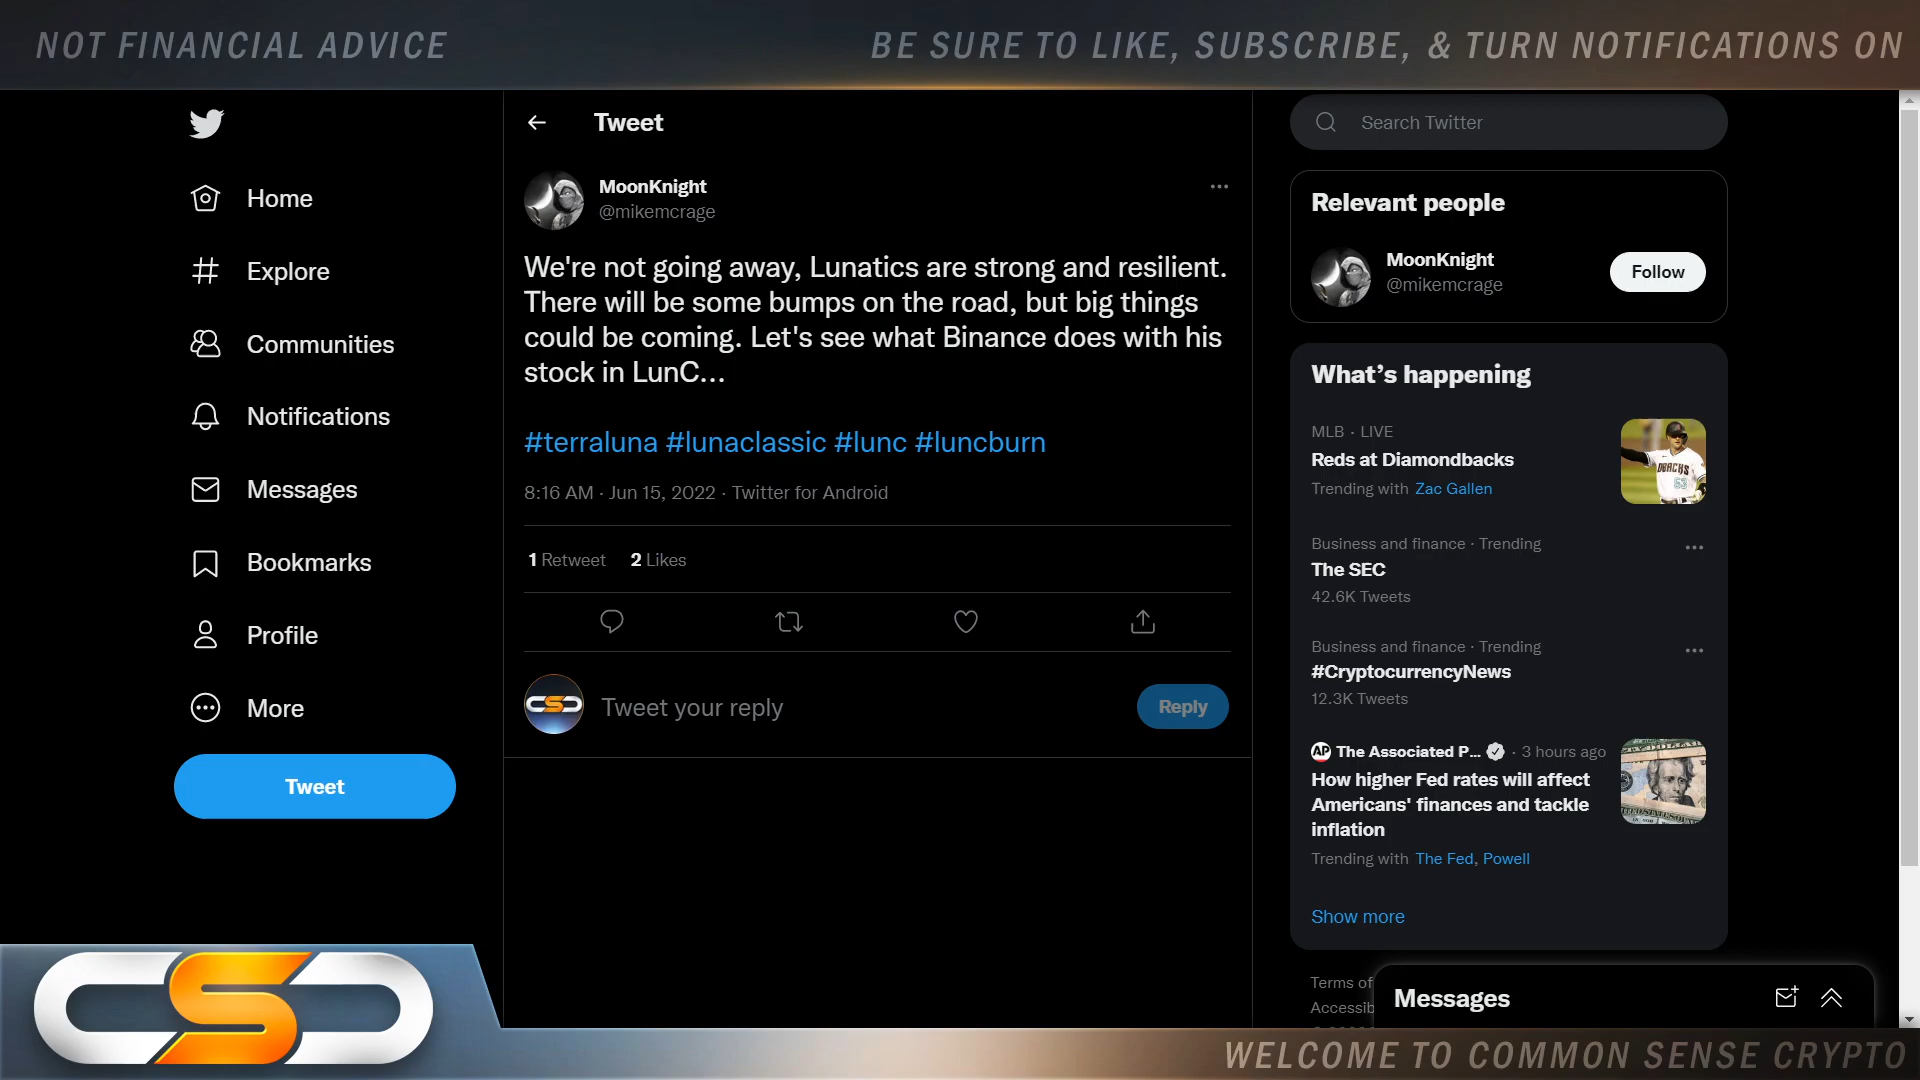 NOT FINANCIAL ADVICE
BE SURE TO LIKE, SUBSCRIBE, & TURN NOTIFICATIONS ON
Home
Explore
Communities
Notifications
Messages
Bookmarks
Profile
More
Tweet
Tweet
MoonKnight
@mikemcrage
We're not going away, Lunatics are strong and resilient.
There will be some bumps on the road, but big things
could be coming. Let's see what Binance does with his
stock in LunC...
#terraluna #lunaclassic #lunc #luncburn
8:16 AM · Jun 15, 2022 · Twitter for Android
1 Retweet 2 Likes
Tweet your reply
Reply
Search Twitter
Relevant people
MoonKnight
@mikemcrage
Follow
What's happening
MLB · LIVE
Reds at Diamondbacks
Trending with Zac Gallen
DBACKS
53
Business and finance · Trending
The SEC
42.6K Tweets
Business and finance · Trending
#CryptocurrencyNews
12.3K Tweets
AP The Associated P... · 3 hours ago
How higher Fed rates will affect
Americans' finances and tackle
inflation
Trending with The Fed, Powell
Show more
Terms of
Accessib
Messages
CSC
WELCOME TO COMMON SENSE CRYPTO